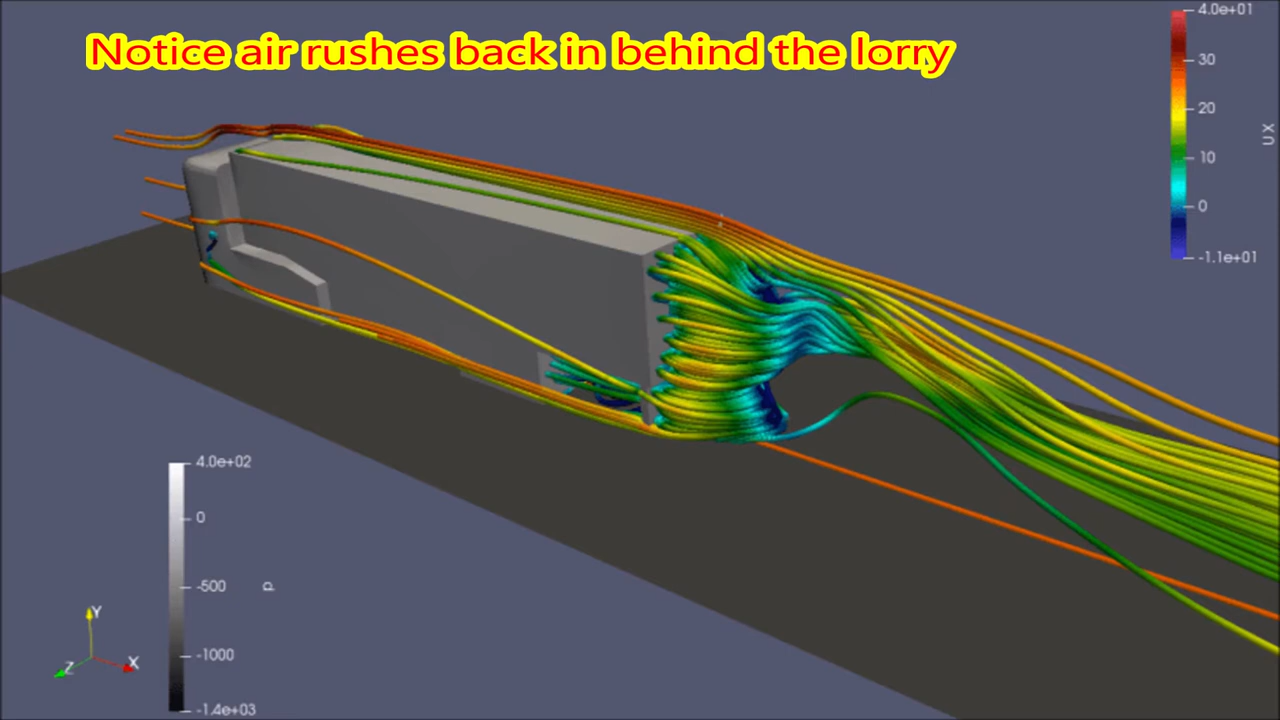 Notice air rushes back in behind the lorry
4.0e+01
30
20
10
0
-1.1e+01
UX
4.0e+02
0
-500
-1000
-1.4e+03
p
Y
Z
X